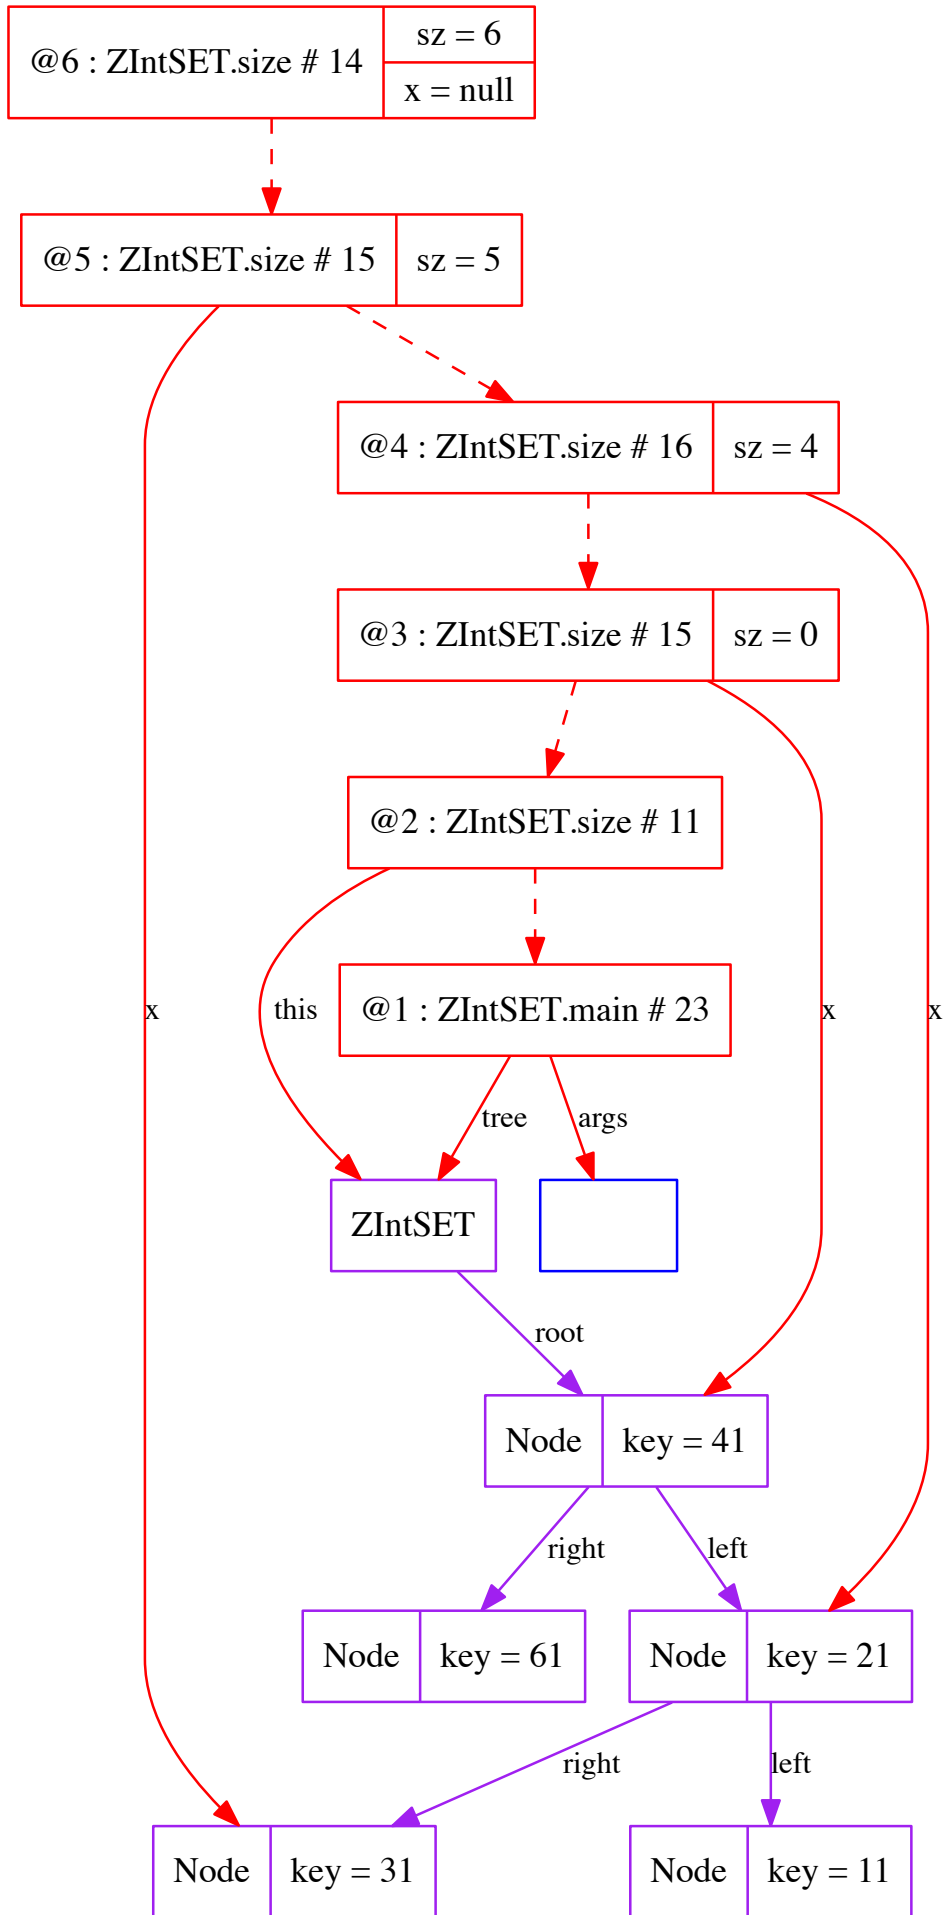 @6 : ZIntSET.size # 14
sz = 6
x = null
@5 : ZIntSET.size # 15
sz = 5
@4 : ZIntSET.size # 16
sz = 4
@3 : ZIntSET.size # 15
sz = 0
@2 : ZIntSET.size # 11
x
this
@1 : ZIntSET.main # 23
x
x
tree
args
ZIntSET
root
Node
key = 41
right
left
Node
key = 61
Node
key = 21
right
left
Node
key = 31
Node
key = 11